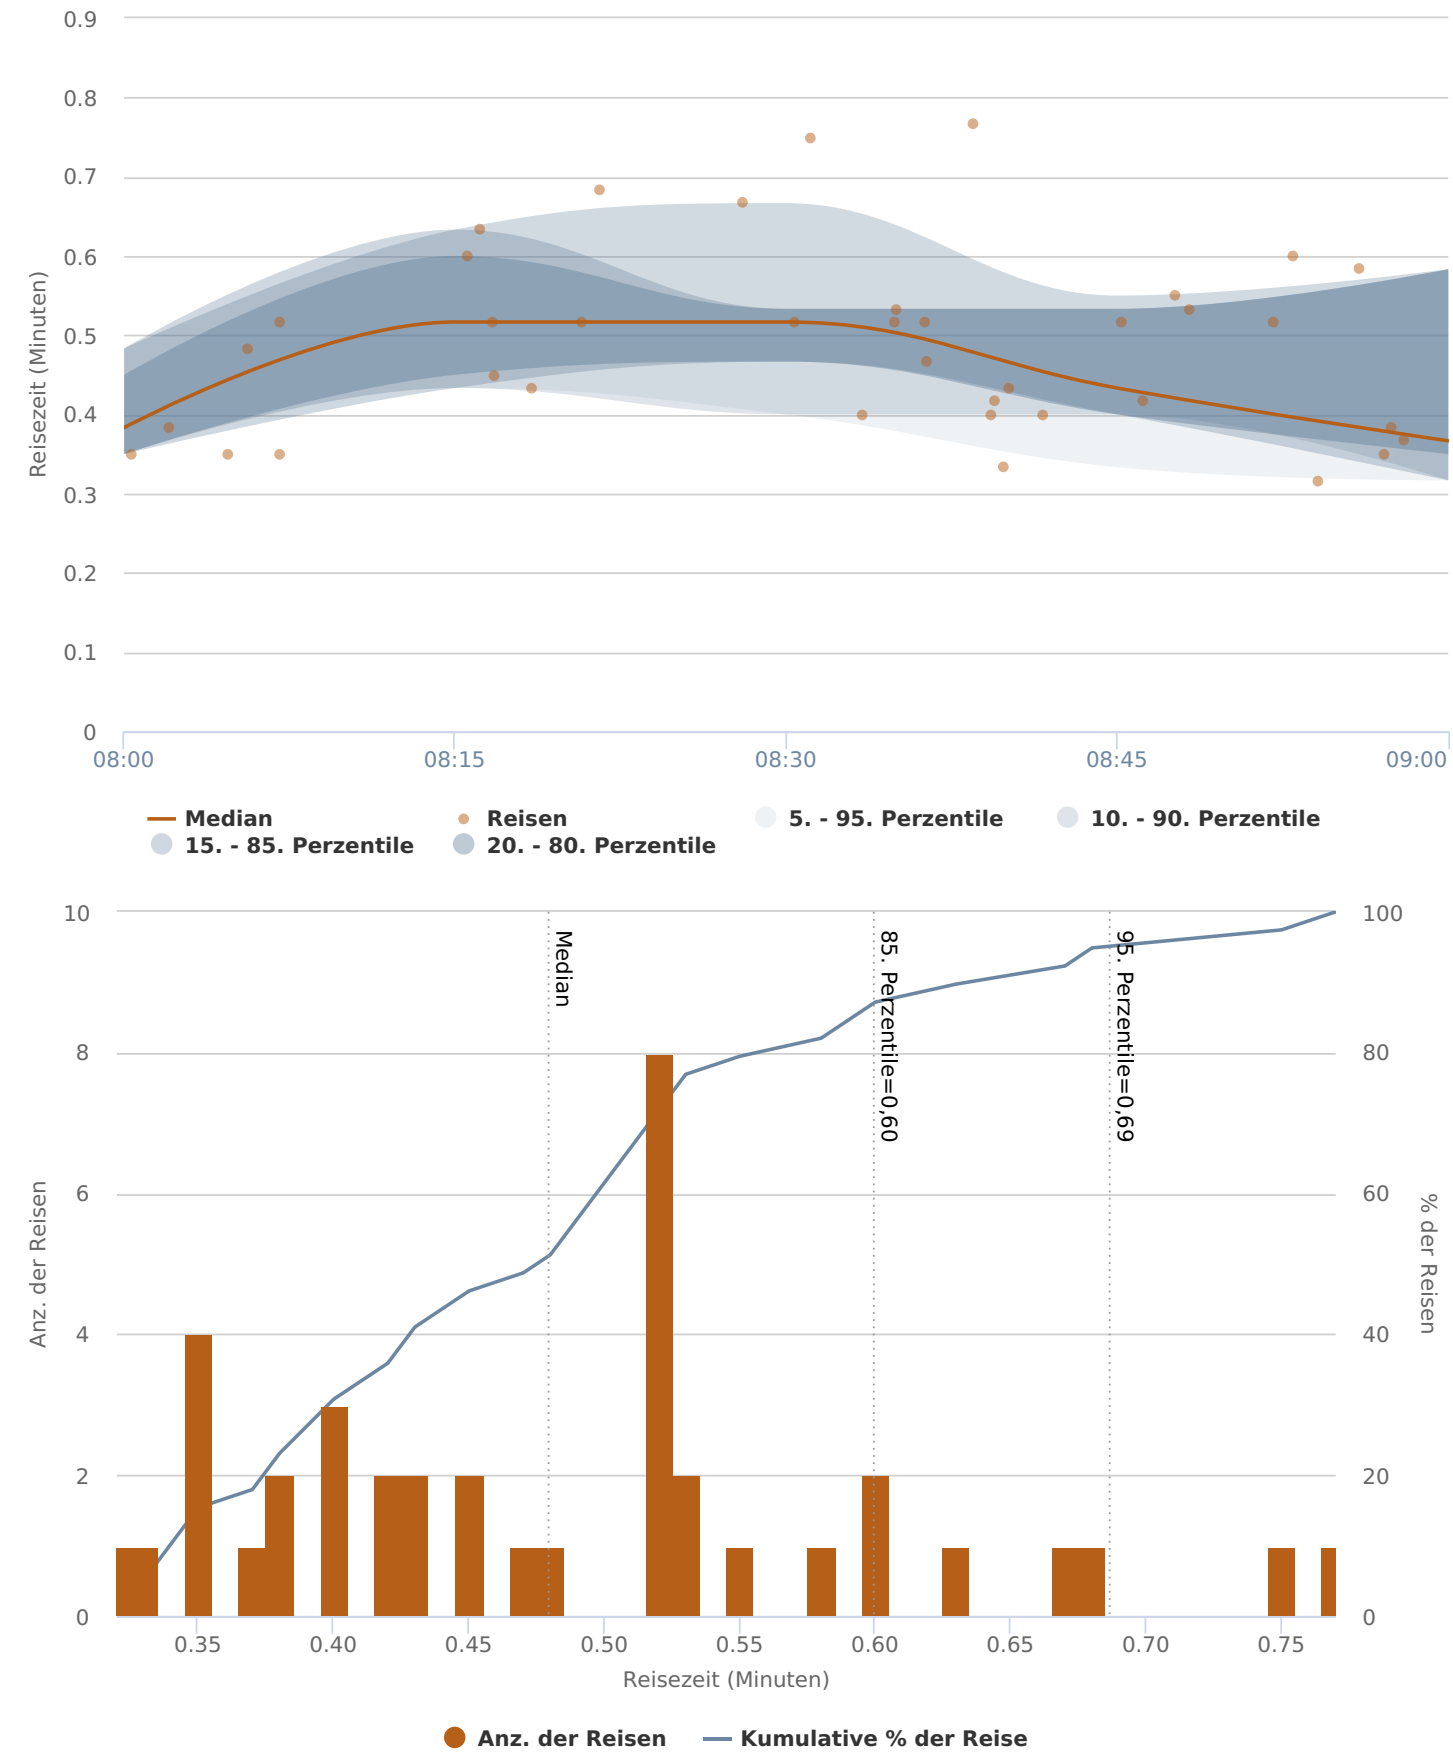 0.9
0.8
0.7
0.6
0.5
0.4
0.3
0.2
0.1
0
Reisezeit (Minuten)
08:00 08:15 08:30 08:45 09:00
Median Reisen 5. - 95. Perzentile 10. - 90. Perzentile
15. - 85. Perzentile 20. - 80. Perzentile
10
8
6
4
2
0
Anz. der Reisen
Median
85. Perzentile=0,60
95. Perzentile=0,69
100
80
60
40
20
0
% der Reisen
0.35 0.40 0.45 0.50 0.55 0.60 0.65 0.70 0.75
Reisezeit (Minuten)
Anz. der Reisen Kumulative % der Reise